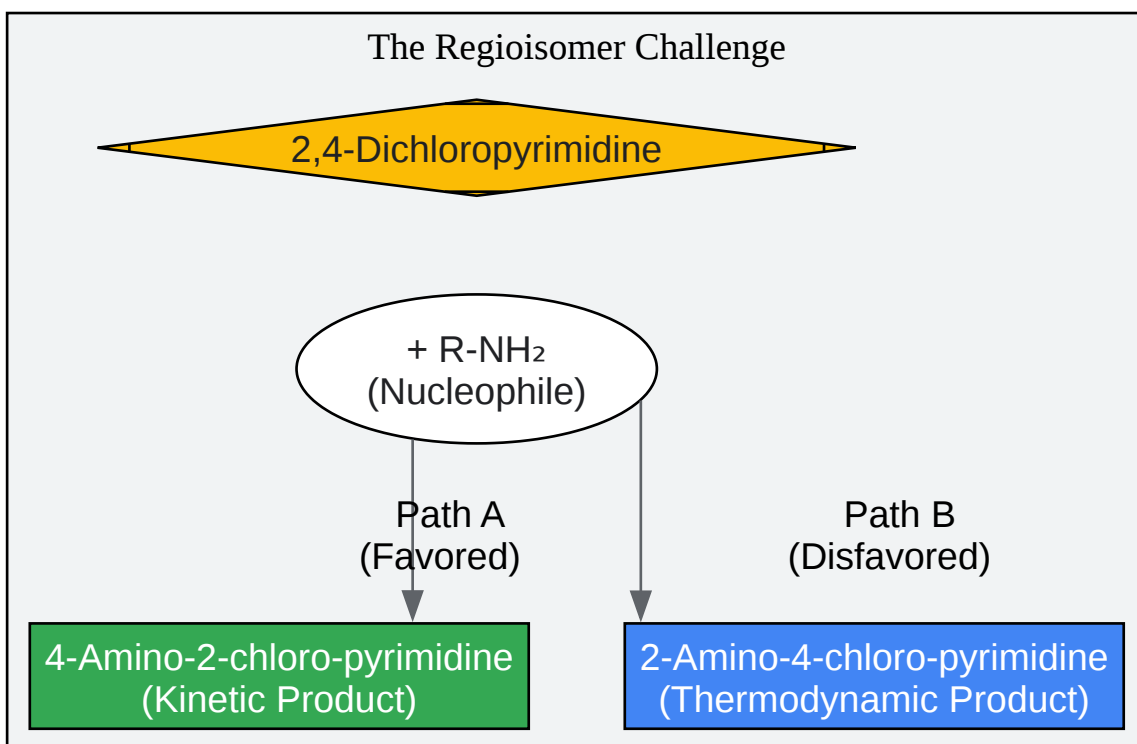 The Regioisomer Challenge
2,4-Dichloropyrimidine
+ R-NH₂
(Nucleophile)
Path A
(Favored)
Path B
(Disfavored)
4-Amino-2-chloro-pyrimidine
(Kinetic Product)
2-Amino-4-chloro-pyrimidine
(Thermodynamic Product)